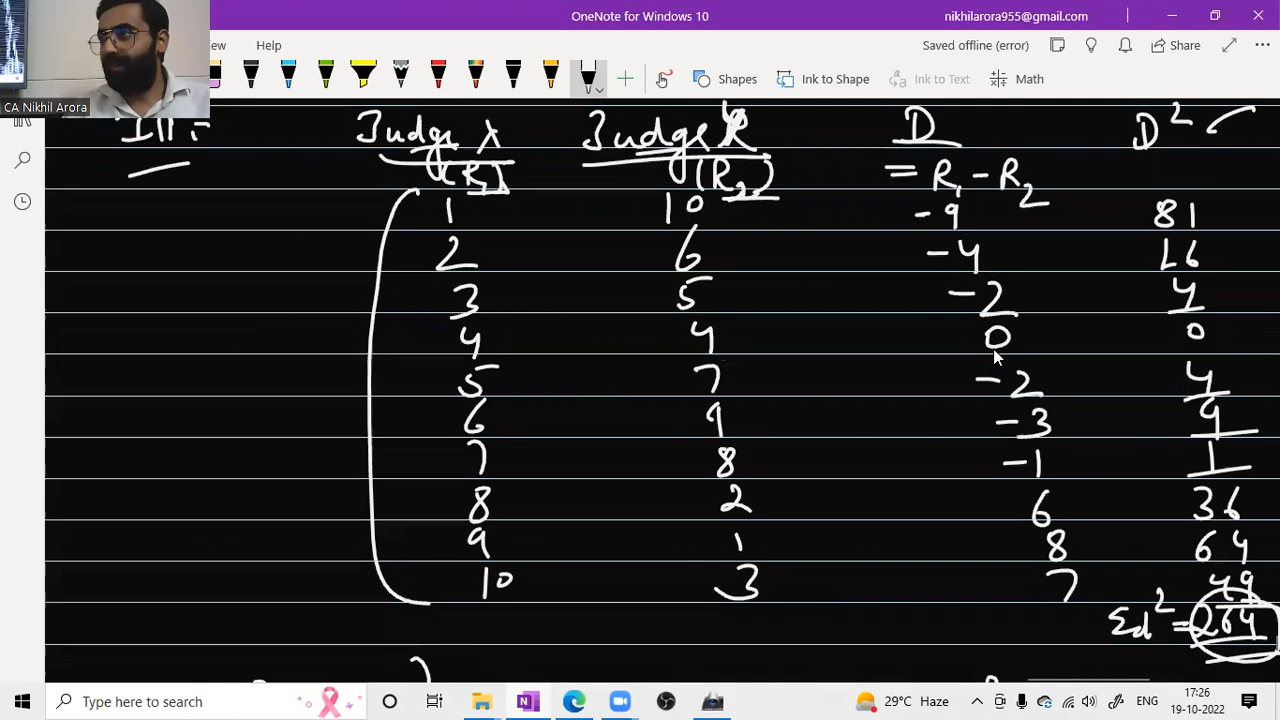 OneNote for Windows 10
nikhilarora955@gmail.com
Help
Saved offline (error)
Share
Shapes
Ink to Shape
Ink to Text
Math
CA Nikhil Arora
Judge X Judge Y D D²
(R₁) (R₂) = R₁ - R₂
1 10 -9 81
2 6 -4 16
3 5 -2 4
4 4 0 0
5 7 -2 4
6 9 -3 9
7 8 -1 1
8 2 6 36
9 1 8 64
10 3 7 49
Σd² = 264
Type here to search
29°C Haze
ENG
17:26
19-10-2022